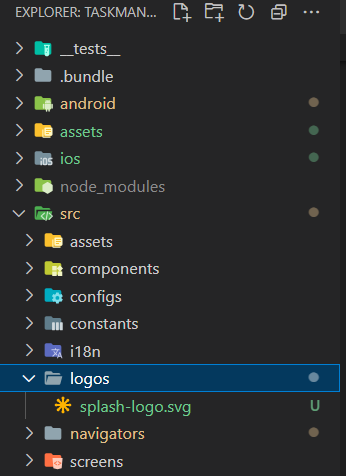 EXPLORER: TASKMAN...
__tests__
.bundle
android
assets
ios
node_modules
src
assets
components
configs
constants
i18n
logos
splash-logo.svg U
navigators
screens